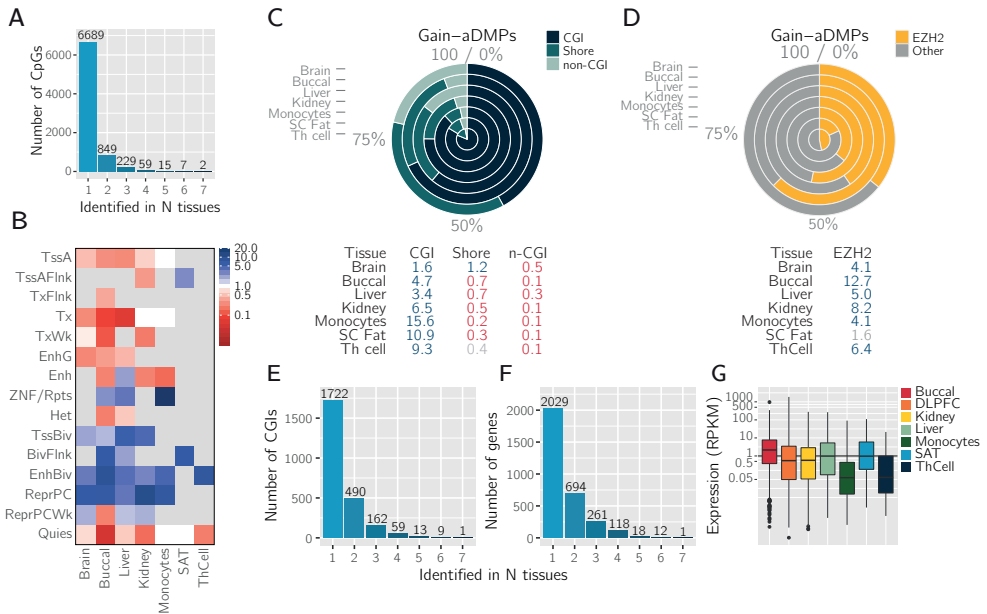 A
Number of CpGs
6000
4000
2000
0
6689
849
229
59
15
7
2
1 2 3 4 5 6 7
Identified in N tissues
B
TssA
TssAFlnk
TxFlnk
Tx
TxWk
EnhG
Enh
ZNF/Rpts
Het
TssBiv
BivFlnk
EnhBiv
ReprPC
ReprPCWk
Quies
Brain
Buccal
Liver
Kidney
Monocytes
SAT
ThCell
20.0
10.0
5.0
1.0
1.0
0.5
0.1
C
Gain−aDMPs
100 / 0%
CGI
Shore
non−CGI
Brain
Buccal
Liver
Kidney
Monocytes
SC Fat
Th cell
75%
50%
Tissue CGI Shore n-CGI
Brain 1.6 1.2 0.5
Buccal 4.7 0.7 0.1
Liver 3.4 0.7 0.3
Kidney 6.5 0.5 0.1
Monocytes 15.6 0.2 0.1
SC Fat 10.9 0.3 0.1
Th cell 9.3 0.4 0.1
D
Gain−aDMPs
100 / 0%
EZH2
Other
Brain
Buccal
Liver
Kidney
Monocytes
SC Fat
Th cell
75%
50%
Tissue EZH2
Brain 4.1
Buccal 12.7
Liver 5.0
Kidney 8.2
Monocytes 4.1
SC Fat 1.6
ThCell 6.4
E
Number of CGIs
1500
1000
500
0
1722
490
162
59
13
9
1
1 2 3 4 5 6 7
F
Number of genes
2000
1500
1000
500
0
2029
694
261
118
18
12
1
1 2 3 4 5 6 7
Identified in N tissues
G
Expression (RPKM)
1000
500
100
10
1
0.5
0.05
Buccal
DLPFC
Kidney
Liver
Monocytes
SAT
ThCell